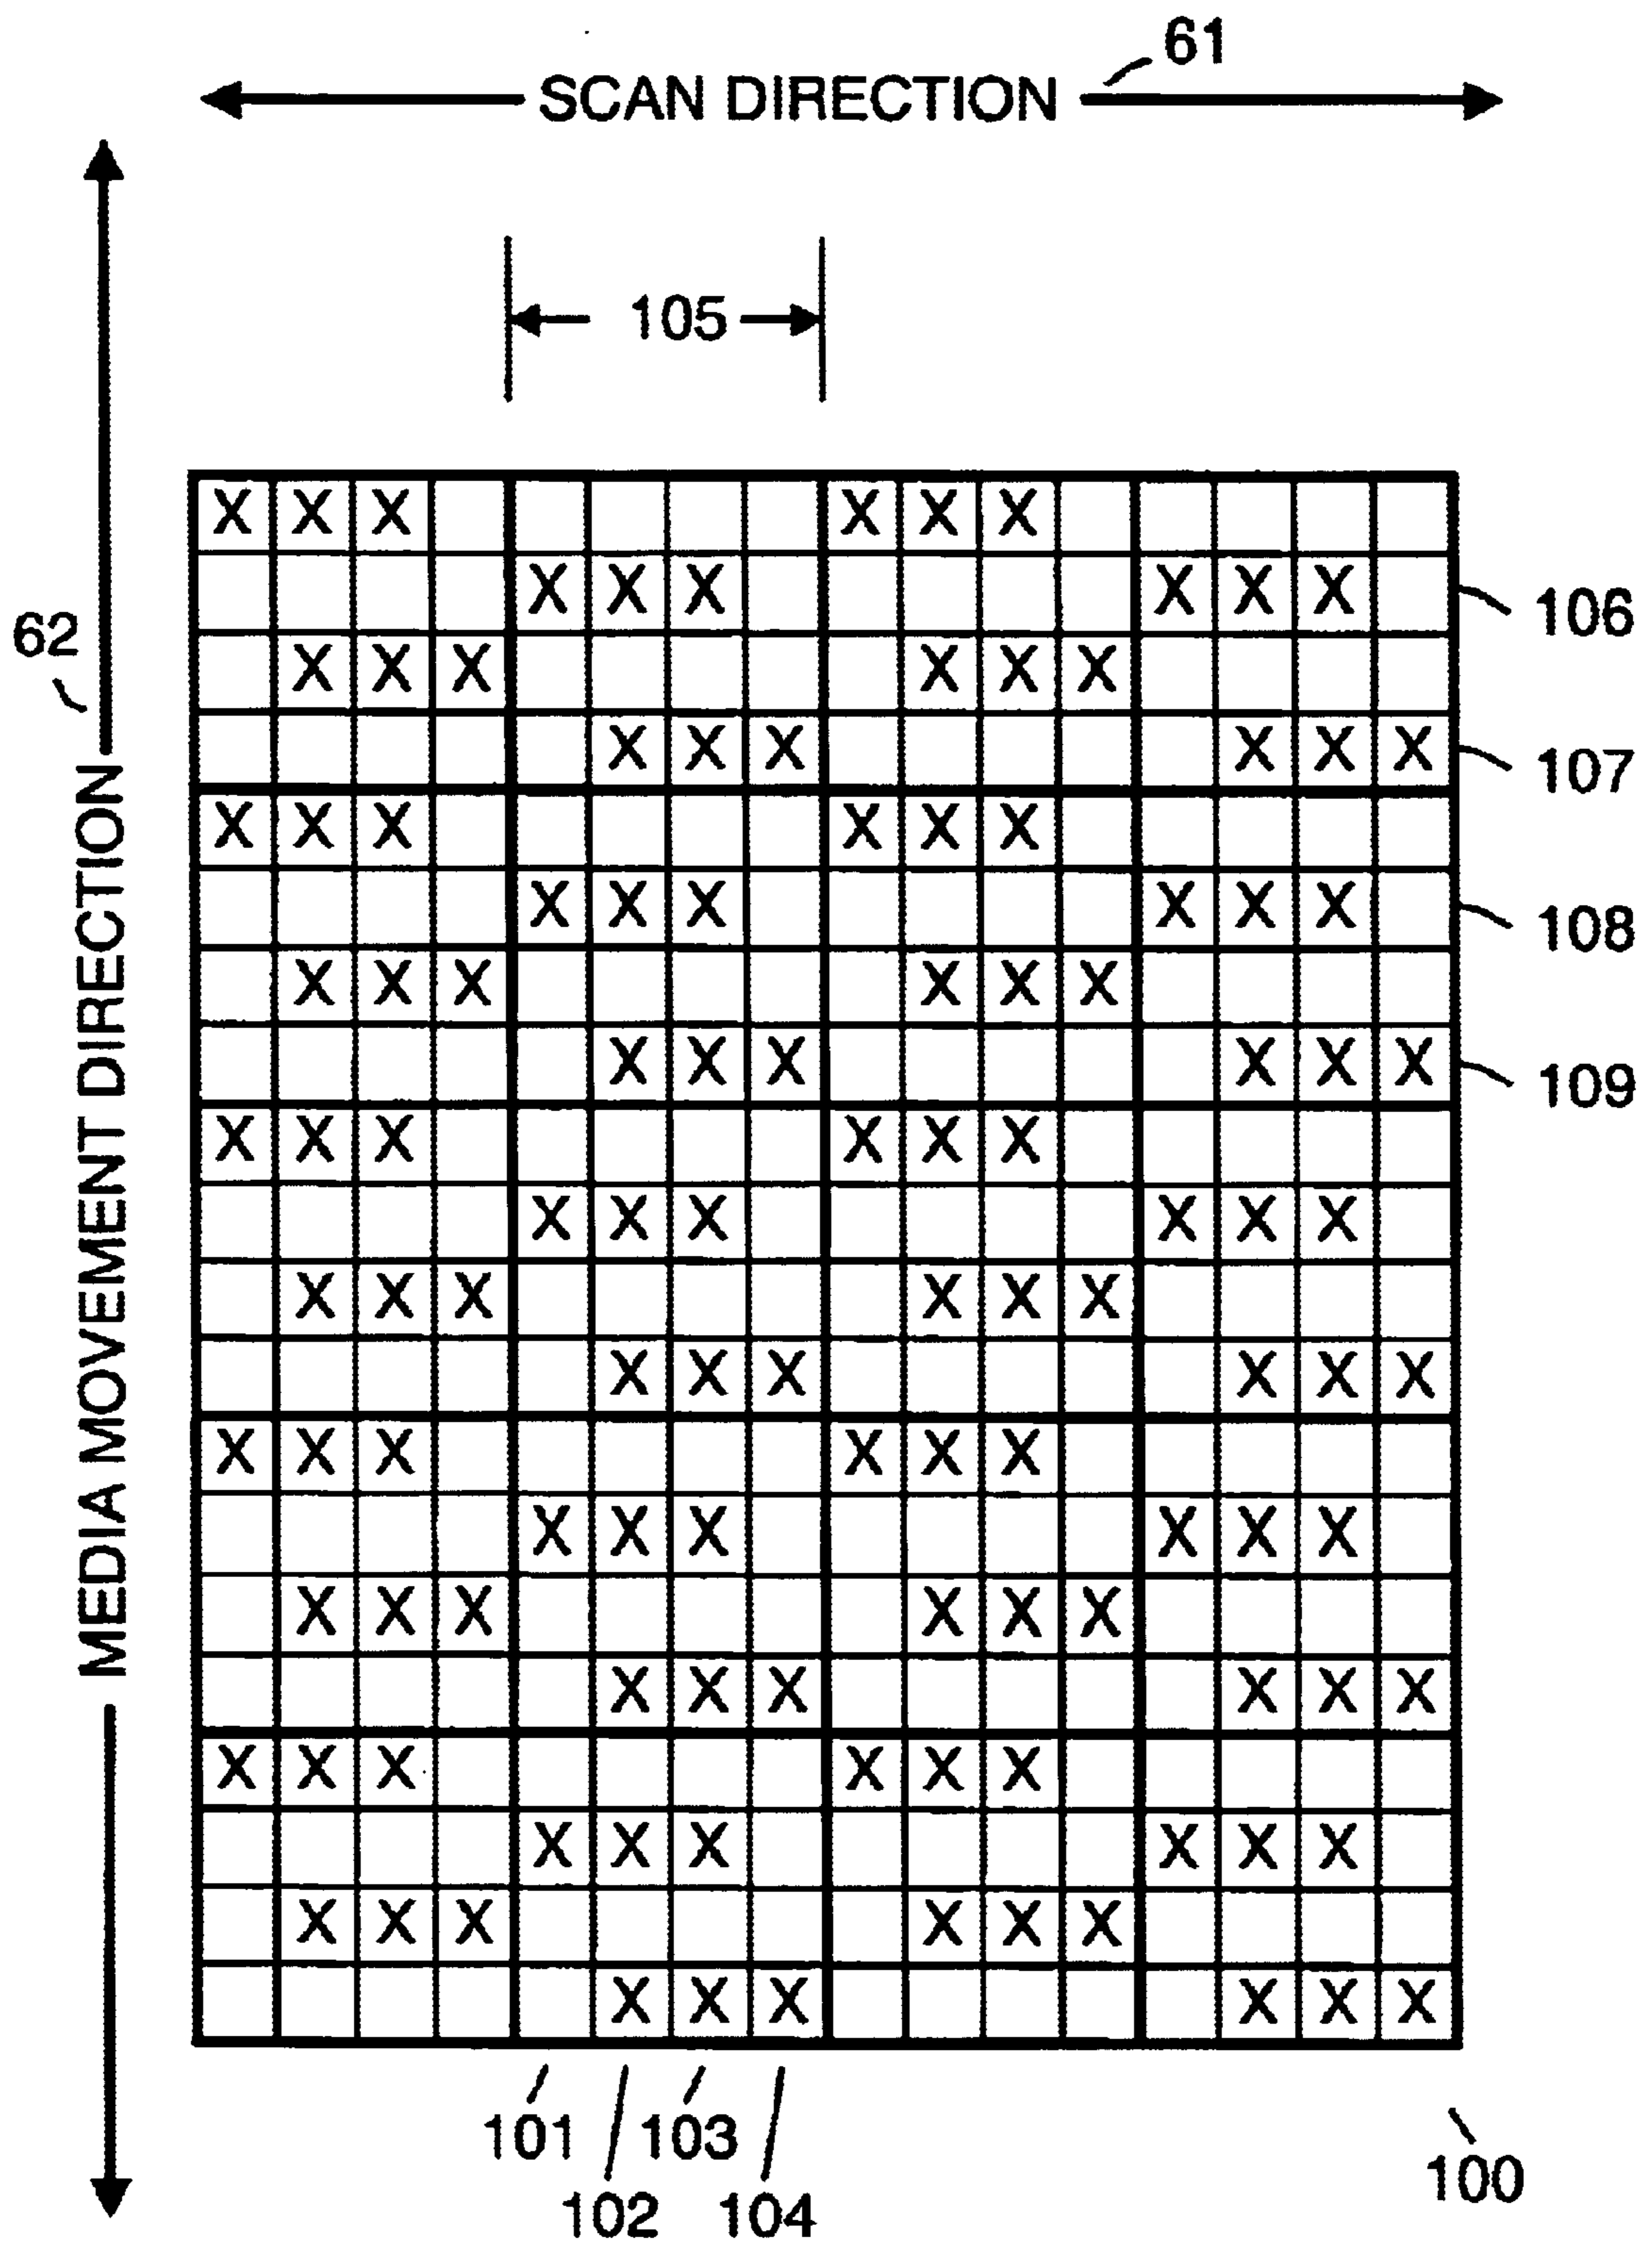 61
SCAN DIRECTION
105
62
MEDIA MOVEMENT DIRECTION
X X X X X X
X X X X X X 106
X X X X X X
X X X X X X 107
X X X X X X
X X X X X X 108
X X X X X X
X X X X X X 109
X X X X X X
X X X X X X
X X X X X X
X X X X X X
X X X X X X
X X X X X X
X X X X X X
X X X X X X
X X X X X X
X X X X X X
X X X X X X
X X X X X X
101 103
102 104
100